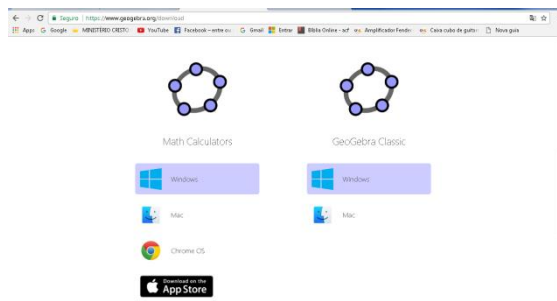 Seguro | https://www.geogebra.org/download
Apps Google MINISTÉRIO CRISTO YouTube Facebook – entre ou Gmail Entrar Bíblia Online - acf Amplificador Fender Caixa cubo de guitar Nova guia
Math Calculators
GeoGebra Classic
Windows
Windows
Mac
Mac
Chrome OS
Download on the
App Store